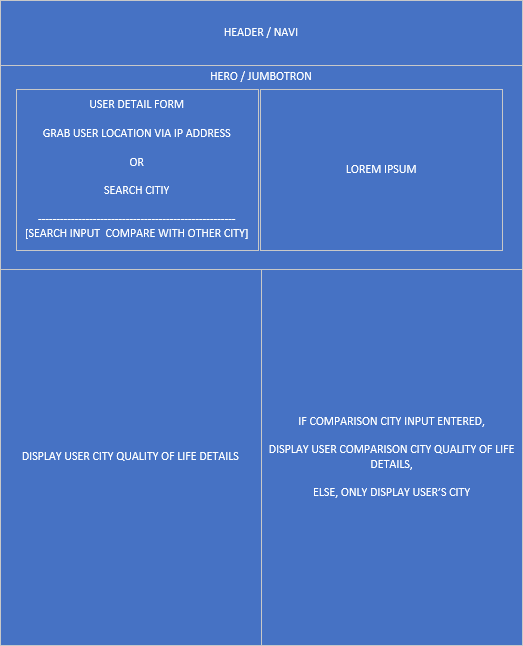 HEADER / NAVI
HERO / JUMBOTRON
USER DETAIL FORM
GRAB USER LOCATION VIA IP ADDRESS
OR
SEARCH CITIY
[SEARCH INPUT COMPARE WITH OTHER CITY]
LOREM IPSUM
DISPLAY USER CITY QUALITY OF LIFE DETAILS
IF COMPARISON CITY INPUT ENTERED,
DISPLAY USER COMPARISON CITY QUALITY OF LIFE
DETAILS,
ELSE, ONLY DISPLAY USER’S CITY